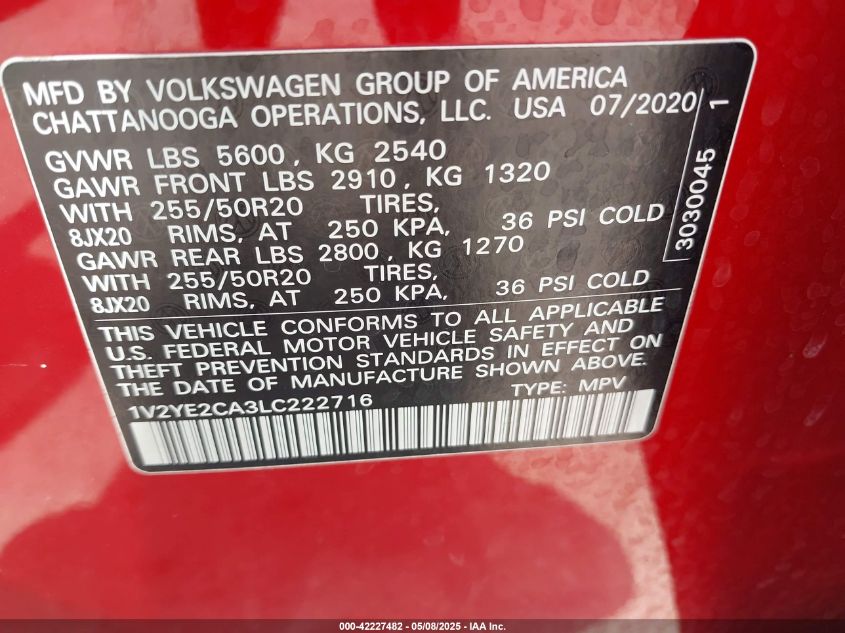 MFD BY VOLKSWAGEN GROUP OF AMERICA
CHATTANOOGA OPERATIONS, LLC. USA 07/2020
GVWR LBS 5600, KG 2540
GAWR FRONT LBS 2910, KG 1320
WITH 255/50R20 TIRES,
8JX20 RIMS, AT 250 KPA, 36 PSI COLD
GAWR REAR LBS 2800, KG 1270
WITH 255/50R20 TIRES,
8JX20 RIMS, AT 250 KPA, 36 PSI COLD
THIS VEHICLE CONFORMS TO ALL APPLICABLE
U.S. FEDERAL MOTOR VEHICLE SAFETY AND
THEFT PREVENTION STANDARDS IN EFFECT ON
THE DATE OF MANUFACTURE SHOWN ABOVE.
1V2YE2CA3LC222716 TYPE: MPV
3030045 1
000-42227482 - 05/08/2025 - IAA Inc.